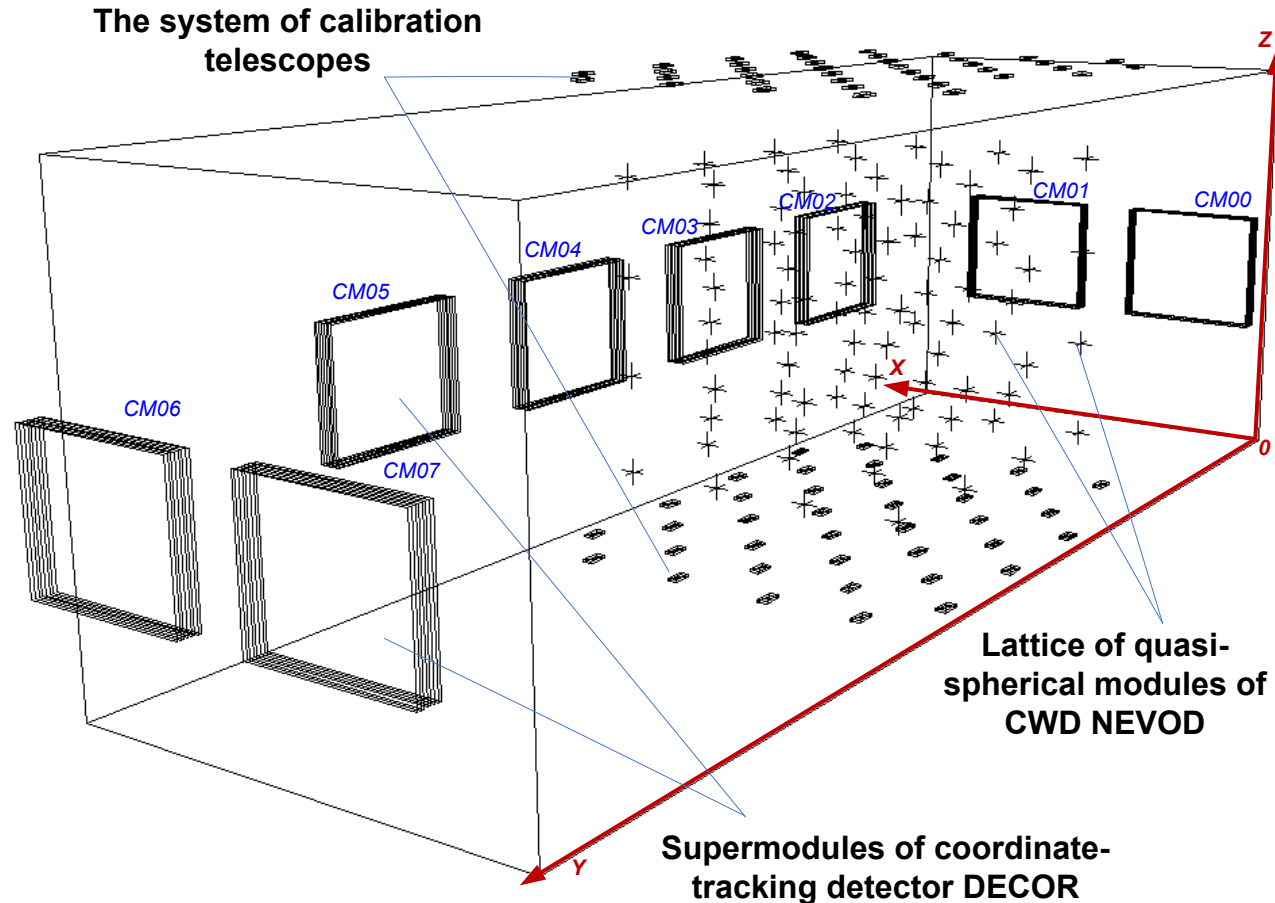 The system of calibration
telescopes
Z
CM01
CM00
CM02
CM03
CM04
CM05
X
CM06
0
CM07
Lattice of quasi-
spherical modules of
CWD NEVOD
Y
Supermodules of coordinate-
tracking detector DECOR